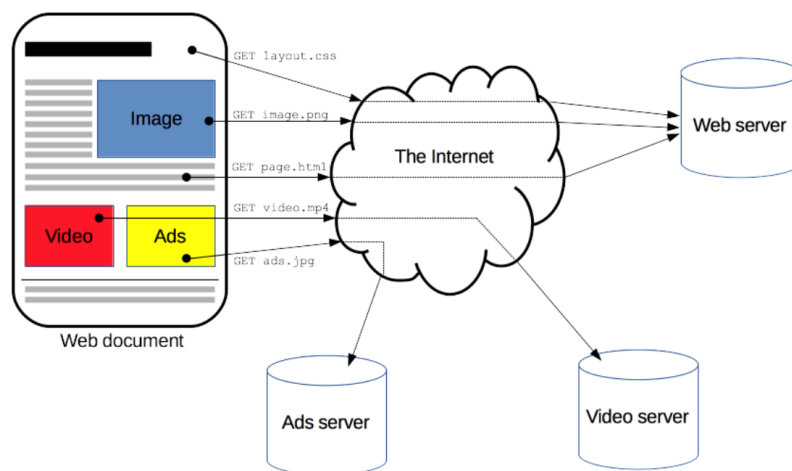 GET layout.css
Image
GET image.png
Web server
The Internet
GET page.html
GET video.mp4
Video
Ads
GET ads.jpg
Web document
Ads server
Video server